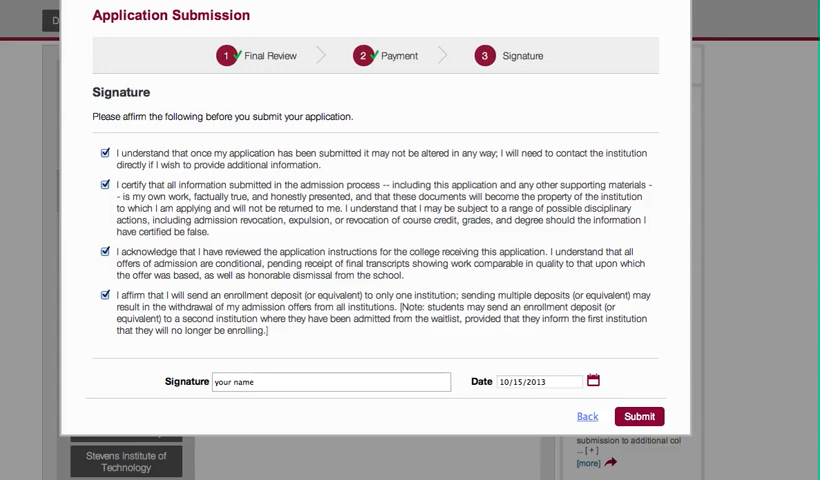 D
Application Submission
1 Final Review
2 Payment
3 Signature
Signature
Please affirm the following before you submit your application.
I understand that once my application has been submitted it may not be altered in any way; I will need to contact the institution
directly if I wish to provide additional information.
I certify that all information submitted in the admission process -- including this application and any other supporting materials -
- is my own work, factually true, and honestly presented, and that these documents will become the property of the institution
to which I am applying and will not be returned to me. I understand that I may be subject to a range of possible disciplinary
actions, including admission revocation, expulsion, or revocation of course credit, grades, and degree should the information I
have certified be false.
I acknowledge that I have reviewed the application instructions for the college receiving this application. I understand that all
offers of admission are conditional, pending receipt of final transcripts showing work comparable in quality to that upon which
the offer was based, as well as honorable dismissal from the school.
I affirm that I will send an enrollment deposit (or equivalent) to only one institution; sending multiple deposits (or equivalent) may
result in the withdrawal of my admission offers from all institutions. [Note: students may send an enrollment deposit (or
equivalent) to a second institution where they have been admitted from the waitlist, provided that they inform the first institution
that they will no longer be enrolling.]
Signature your name Date 10/15/2013
Back Submit
submission to additional col
... [+]
[more]
Stevens Institute of
Technology